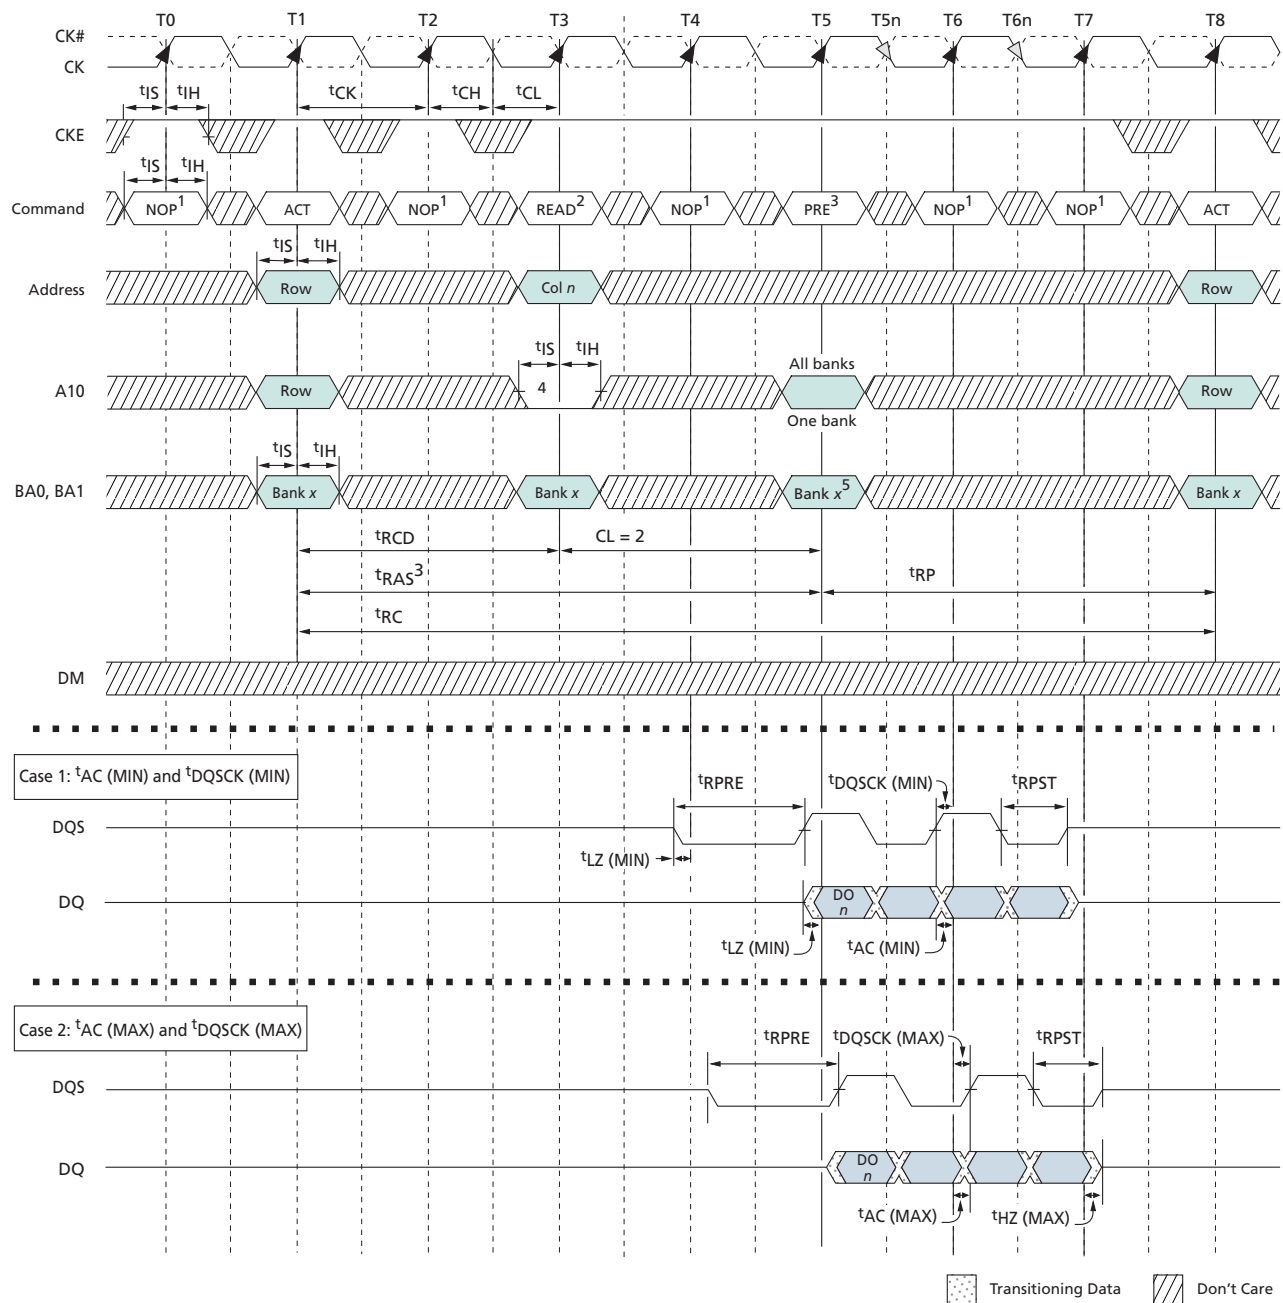 T0 T1 T2 T3 T4 T5 T5n T6 T6n T7 T8
CK#
CK
tIS tIH tCK tCH tCL
CKE
tIS tIH
Command NOP1 ACT NOP1 READ2 NOP1 PRE3 NOP1 NOP1 ACT
tIS tIH
Address Row Col n Row
tIS tIH All banks
A10 Row 4 Row
One bank
tIS tIH
BA0, BA1 Bank x Bank x Bank x5 Bank x
tRCD CL = 2
tRAS3 tRP
tRC
DM
Case 1: tAC (MIN) and tDQSCK (MIN)
tRPRE tDQSCK (MIN) tRPST
DQS
tLZ (MIN)
DQ DO n
tLZ (MIN) tAC (MIN)
Case 2: tAC (MAX) and tDQSCK (MAX)
tRPRE tDQSCK (MAX) tRPST
DQS
DQ DO n
tAC (MAX) tHZ (MAX)
Transitioning Data Don't Care